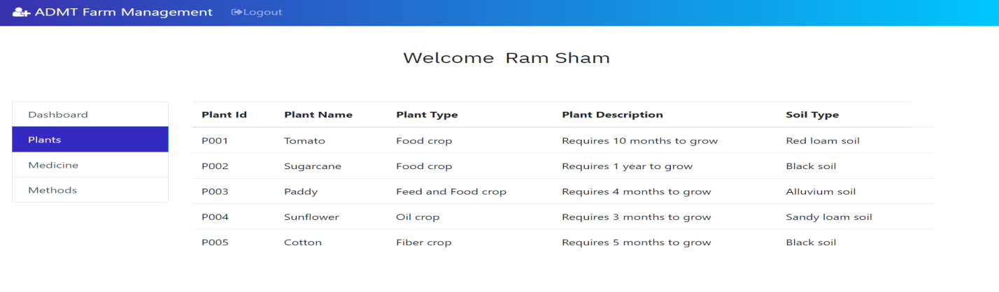 ADMT Farm Management Logout
Welcome Ram Sham
Dashboard
Plants
Medicine
Methods
Plant Id Plant Name Plant Type Plant Description Soil Type
P001 Tomato Food crop Requires 10 months to grow Red loam soil
P002 Sugarcane Food crop Requires 1 year to grow Black soil
P003 Paddy Feed and Food crop Requires 4 months to grow Alluvium soil
P004 Sunflower Oil crop Requires 3 months to grow Sandy loam soil
P005 Cotton Fiber crop Requires 5 months to grow Black soil